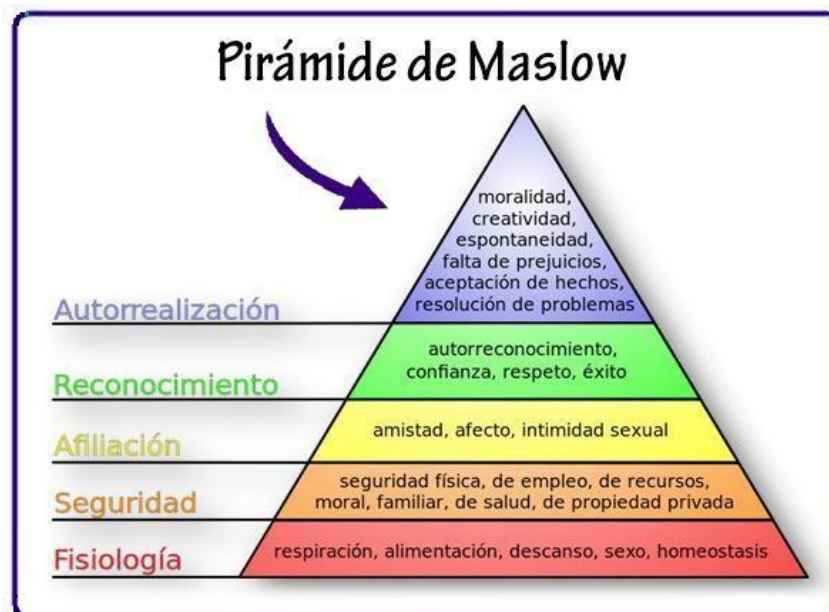 Pirámide de Maslow
moralidad,
creatividad,
espontaneidad,
falta de prejuicios,
aceptación de hechos,
resolución de problemas
Autorrealización
autorreconocimiento,
confianza, respeto, éxito
Reconocimiento
amistad, afecto, intimidad sexual
Afiliación
seguridad física, de empleo, de recursos,
moral, familiar, de salud, de propiedad privada
Seguridad
respiración, alimentación, descanso, sexo, homeostasis
Fisiología